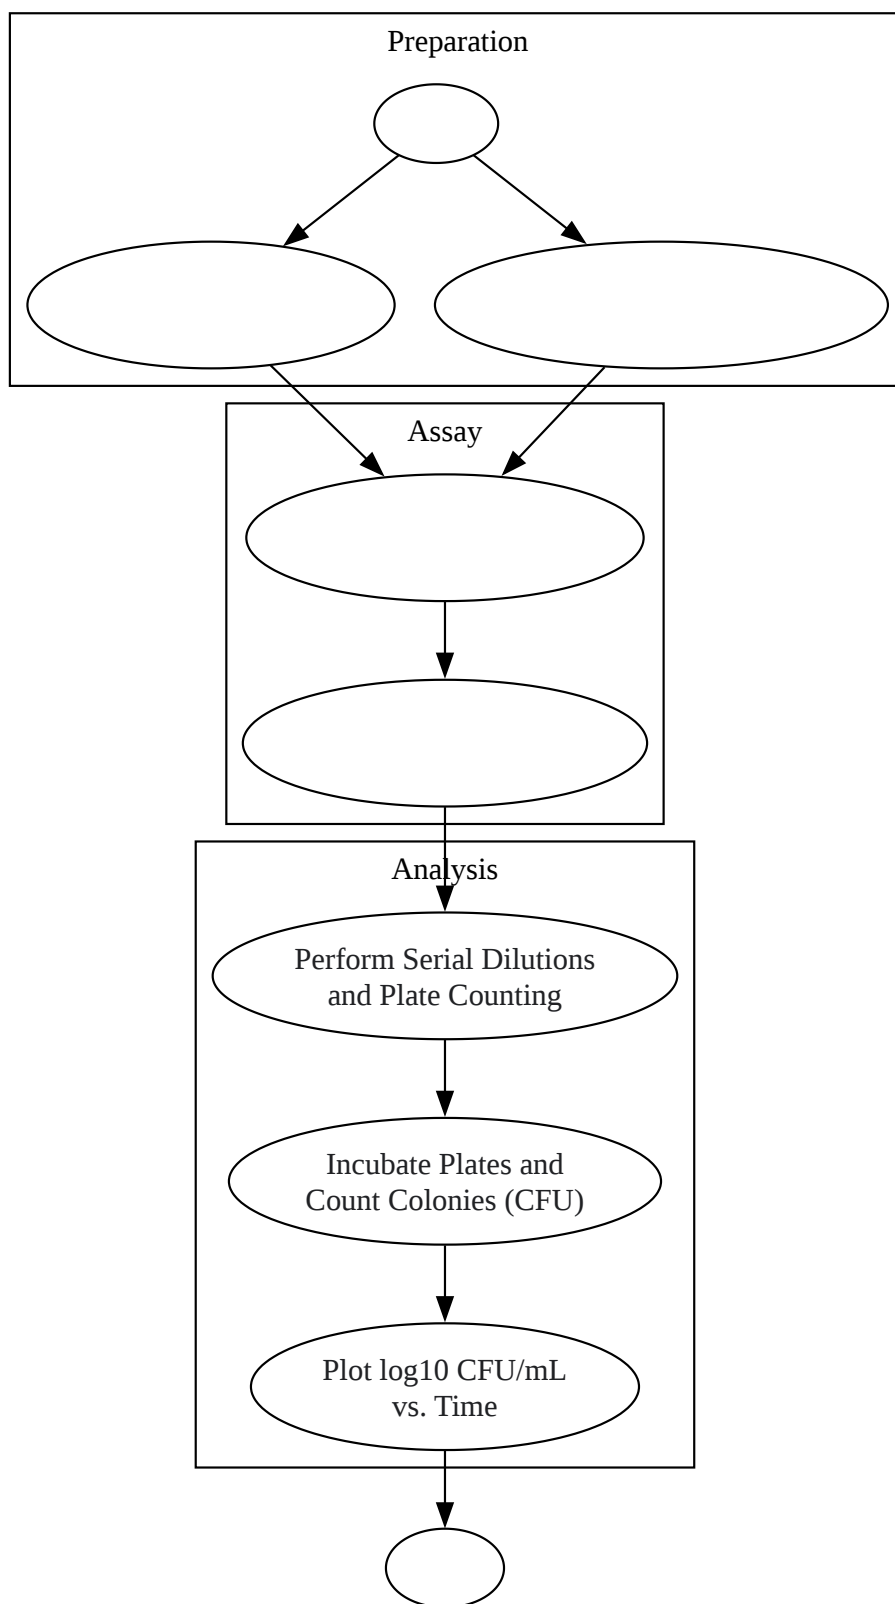 Preparation
Assay
Analysis
Perform Serial Dilutions
and Plate Counting
Incubate Plates and
Count Colonies (CFU)
Plot log10 CFU/mL
vs. Time